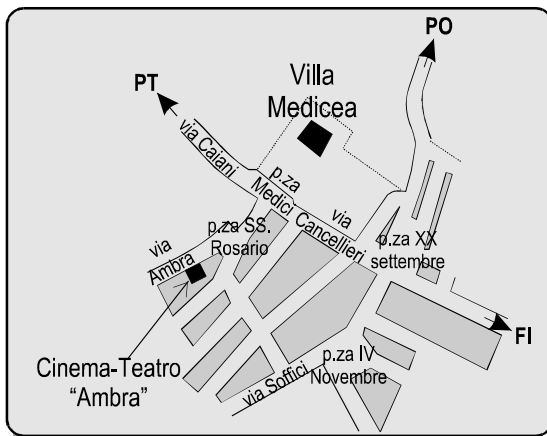 PO
Villa
Medicea
PT
via Caiani
p.za
Medici
via
Cancellieri
p.za SS.
Rosario
via
Ambra
p.za XX
settembre
FI
Cinema-Teatro
“Ambra”
via Soffici
p.za IV
Novembre